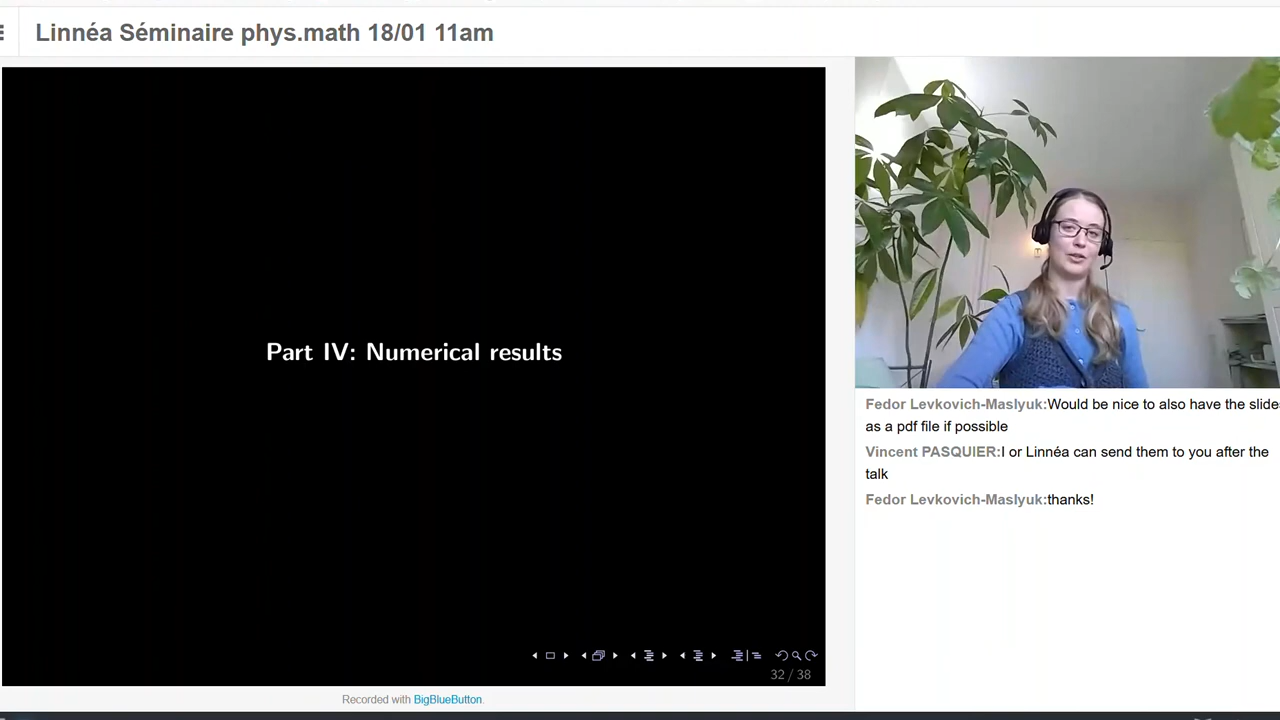 Linnéa Séminaire phys.math 18/01 11am
Part IV: Numerical results
32 / 38
Recorded with BigBlueButton.
Fedor Levkovich-Maslyuk:Would be nice to also have the slide
as a pdf file if possible
Vincent PASQUIER:I or Linnéa can send them to you after the
talk
Fedor Levkovich-Maslyuk:thanks!